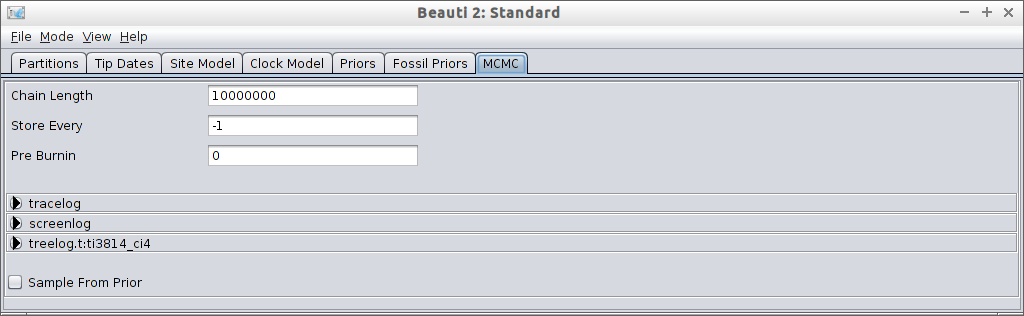 Beauti 2: Standard
File Mode View Help
Partitions Tip Dates Site Model Clock Model Priors Fossil Priors MCMC
Chain Length 10000000
Store Every -1
Pre Burnin 0
tracelog
screenlog
treelog.t:ti3814_ci4
Sample From Prior